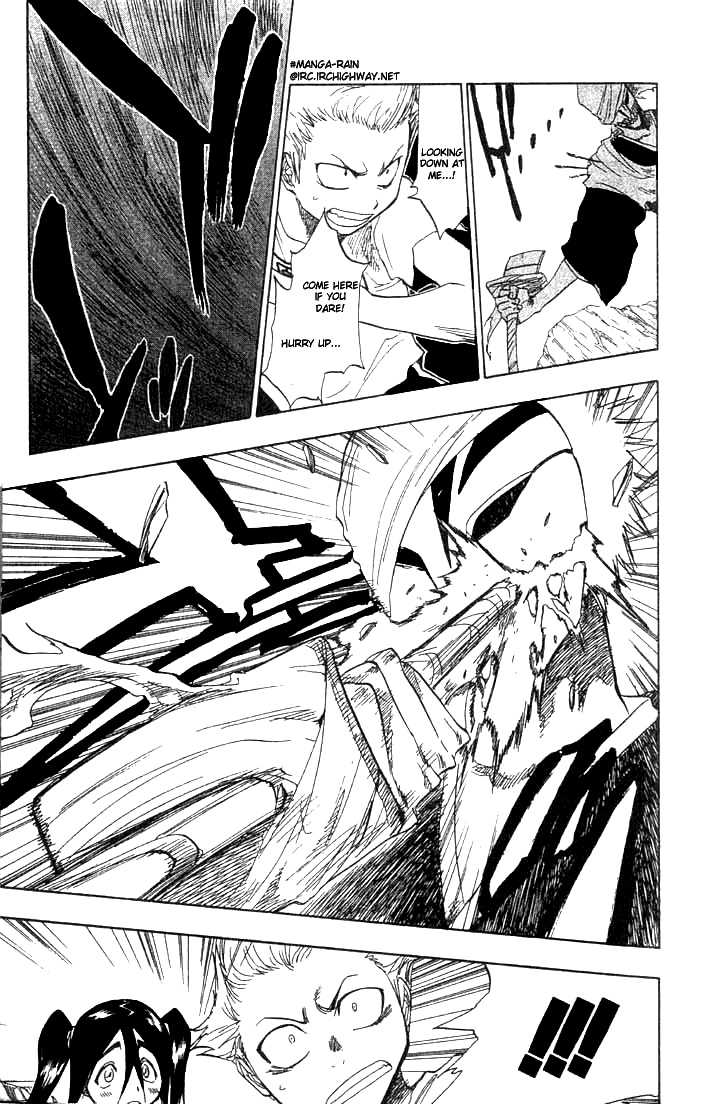 #MANGA-RAIN
@IRC.IRCHIGHWAY.NET
LOOKING
DOWN AT
ME...!
COME HERE
IF YOU
DARE!
HURRY UP...
!!!